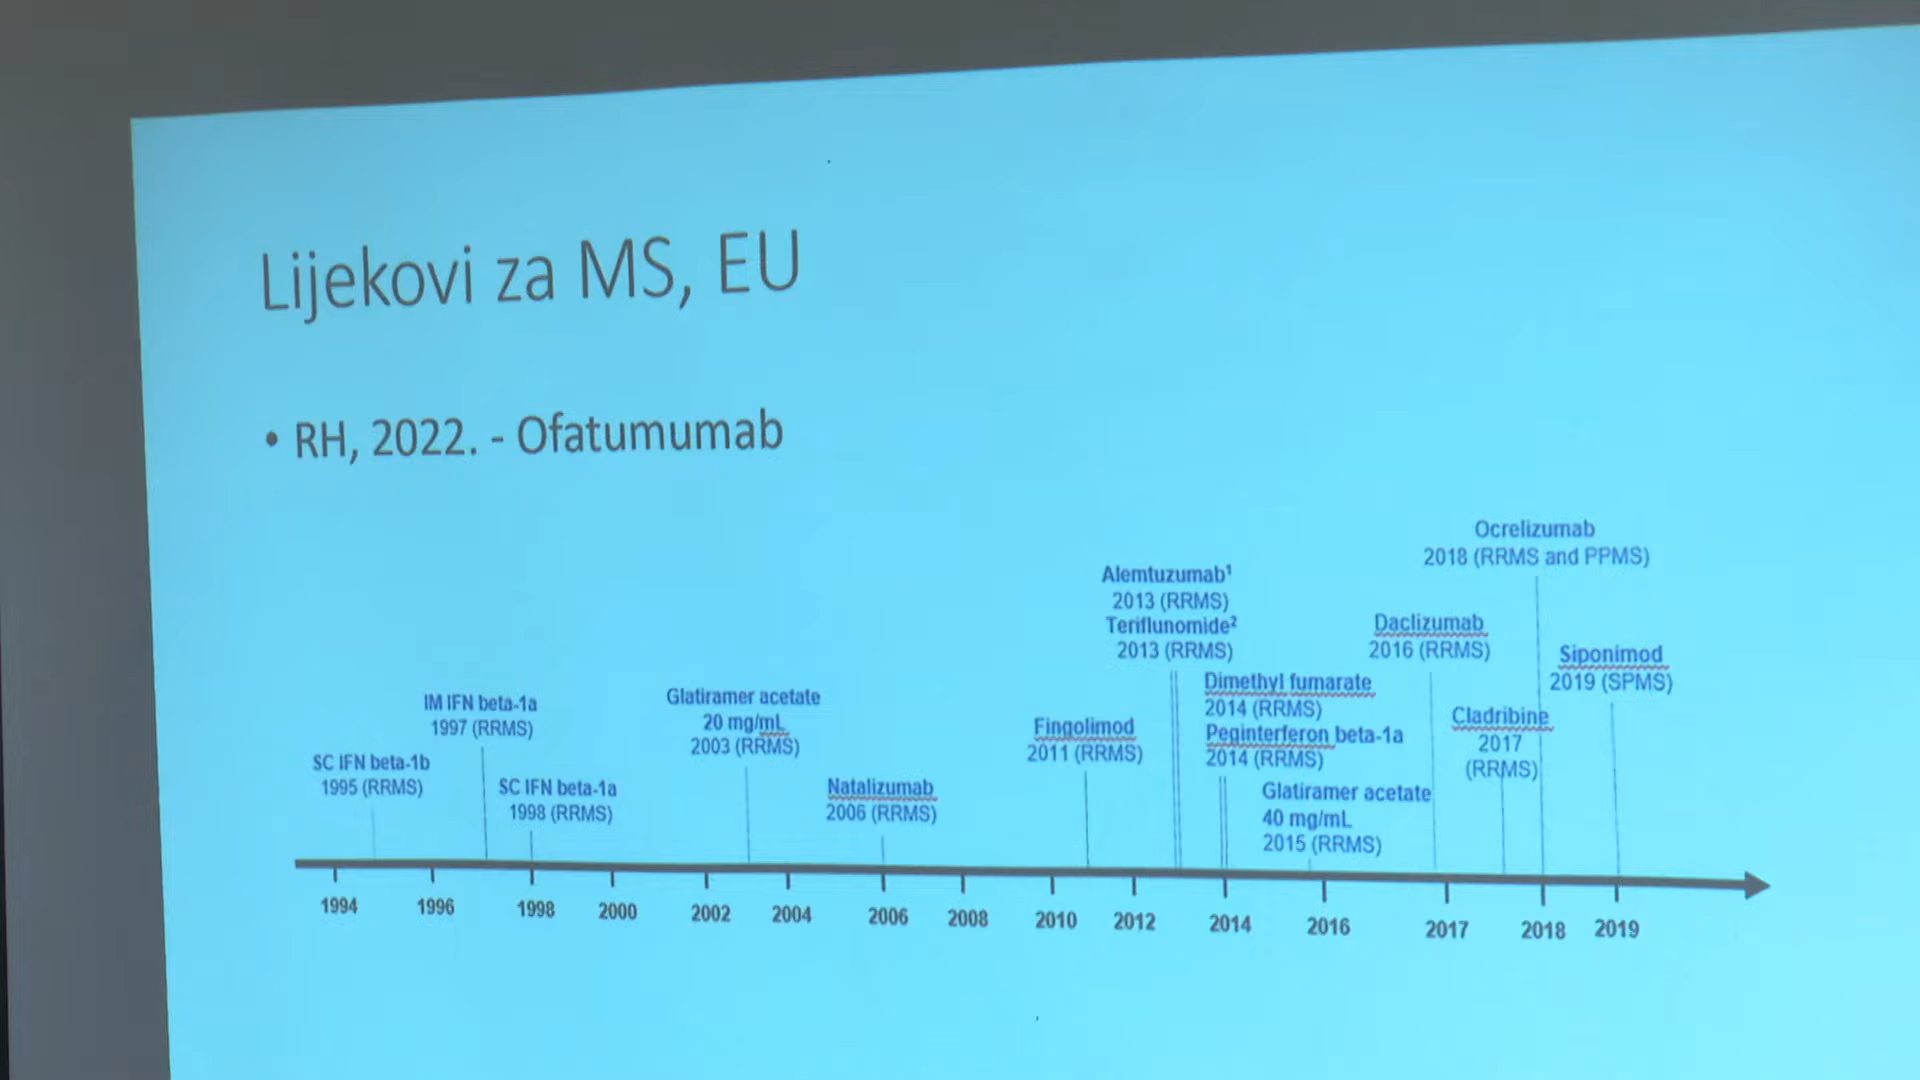 Lijekovi za MS, EU
• RH, 2022. - Ofatumumab
SC IFN beta-1b
1995 (RRMS)
IM IFN beta-1a
1997 (RRMS)
SC IFN beta-1a
1998 (RRMS)
Glatiramer acetate
20 mg/mL
2003 (RRMS)
Natalizumab
2006 (RRMS)
Fingolimod
2011 (RRMS)
Alemtuzumab¹
2013 (RRMS)
Teriflunomide²
2013 (RRMS)
Dimethyl fumarate
2014 (RRMS)
Peginterferon beta-1a
2014 (RRMS)
Glatiramer acetate
40 mg/mL
2015 (RRMS)
Daclizumab
2016 (RRMS)
Cladribine
2017
(RRMS)
Ocrelizumab
2018 (RRMS and PPMS)
Siponimod
2019 (SPMS)
1994 1996 1998 2000 2002 2004 2006 2008 2010 2012 2014 2016 2017 2018 2019